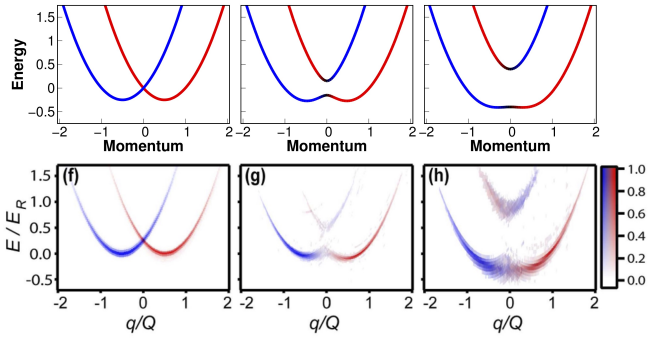 Energy
1.5
1
0.5
0
−0.5
−2 −1 0 1 2
−2 −1 0 1 2
−2 −1 0 1 2
Momentum Momentum Momentum
(f) (g) (h)
E / E_R
1.5
1.0
0.5
0.0
-0.5
-2 -1 0 1 2
-2 -1 0 1 2
-2 -1 0 1 2
q/Q q/Q q/Q
1.0
0.8
0.6
0.4
0.2
0.0